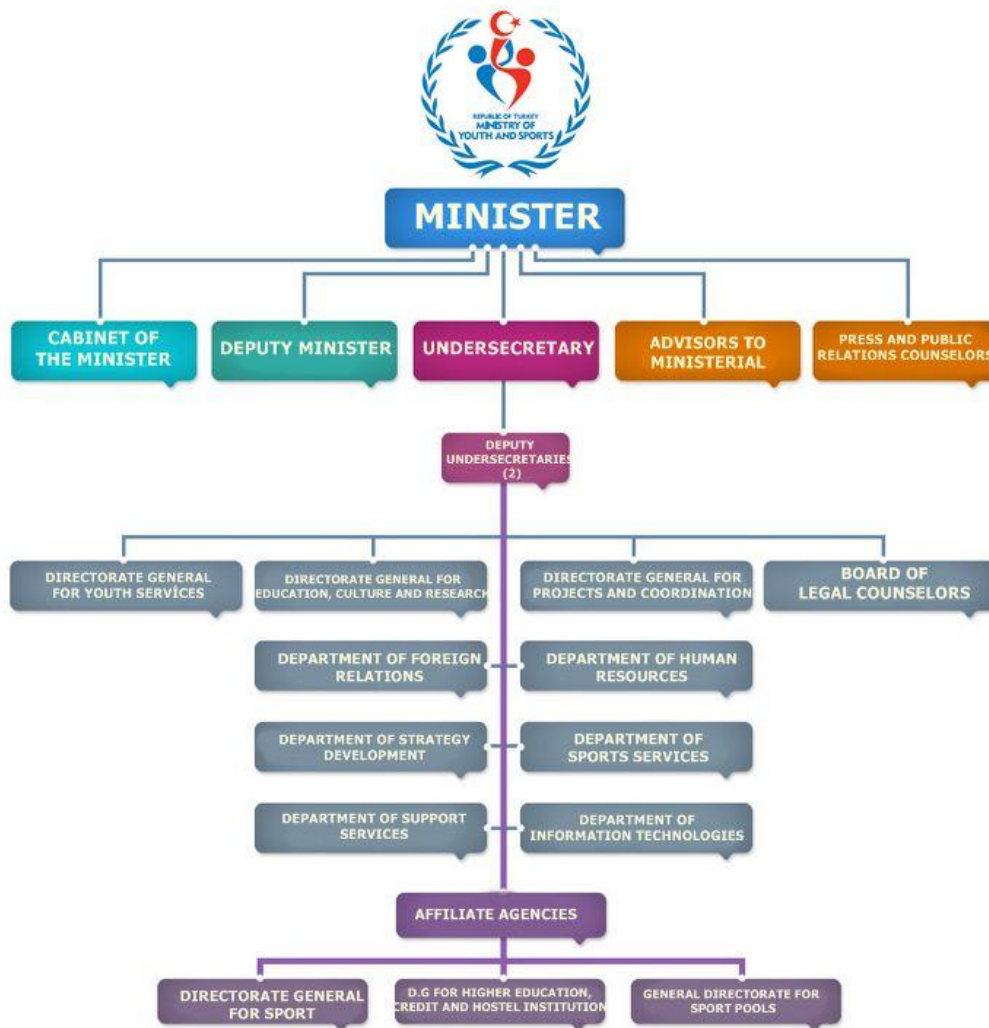 REPUBLIC OF TURKEY
MINISTRY OF
YOUTH AND SPORTS
MINISTER
CABINET OF
THE MINISTER
DEPUTY MINISTER
UNDERSECRETARY
ADVISORS TO
MINISTERIAL
PRESS AND PUBLIC
RELATIONS COUNSELORS
DEPUTY
UNDERSECRETARIES
(2)
DIRECTORATE GENERAL
FOR YOUTH SERVİCES
DIRECTORATE GENERAL FOR
EDUCATION, CULTURE AND RESEARCH
DIRECTORATE GENERAL FOR
PROJECTS AND COORDINATION
BOARD OF
LEGAL COUNSELORS
DEPARTMENT OF FOREIGN
RELATIONS
DEPARTMENT OF HUMAN
RESOURCES
DEPARTMENT OF STRATEGY
DEVELOPMENT
DEPARTMENT OF
SPORTS SERVICES
DEPARTMENT OF SUPPORT
SERVICES
DEPARTMENT OF
INFORMATION TECHNOLOGIES
AFFILIATE AGENCIES
DIRECTORATE GENERAL
FOR SPORT
D.G FOR HIGHER EDUCATION,
CREDIT AND HOSTEL INSTITUTION
GENERAL DIRECTORATE FOR
SPORT POOLS